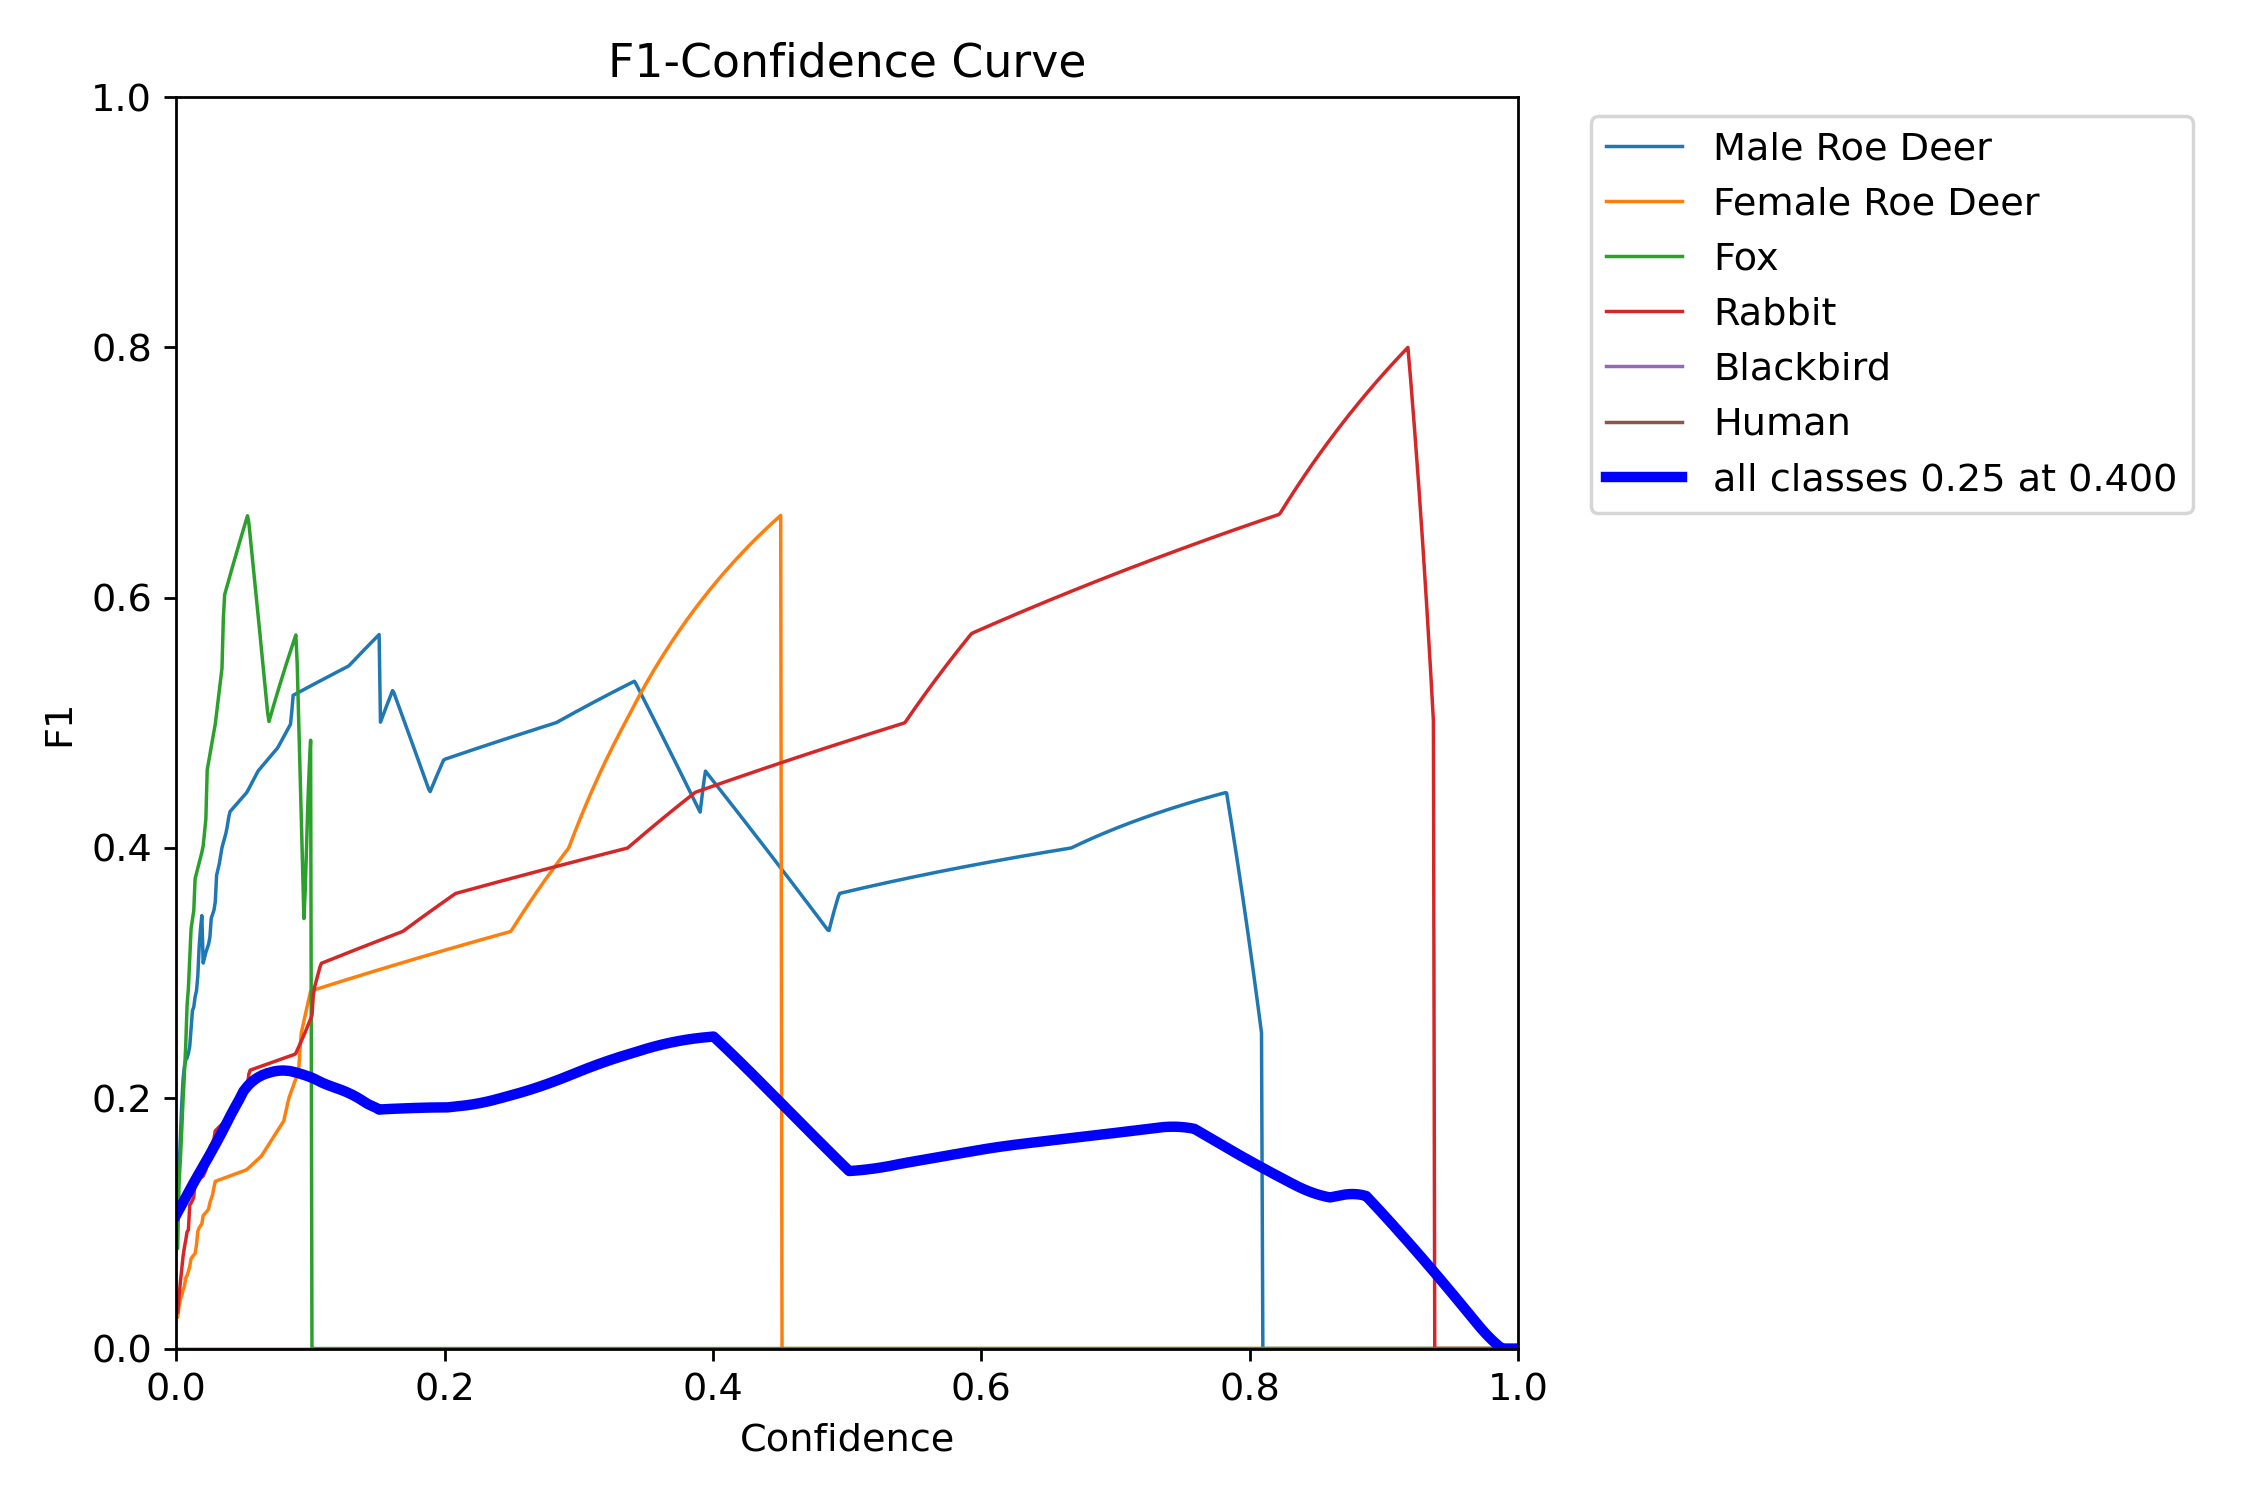 F1-Confidence Curve
1.0
0.8
0.6
0.4
0.2
0.0
F1
0.0 0.2 0.4 0.6 0.8 1.0
Confidence
Male Roe Deer
Female Roe Deer
Fox
Rabbit
Blackbird
Human
all classes 0.25 at 0.400